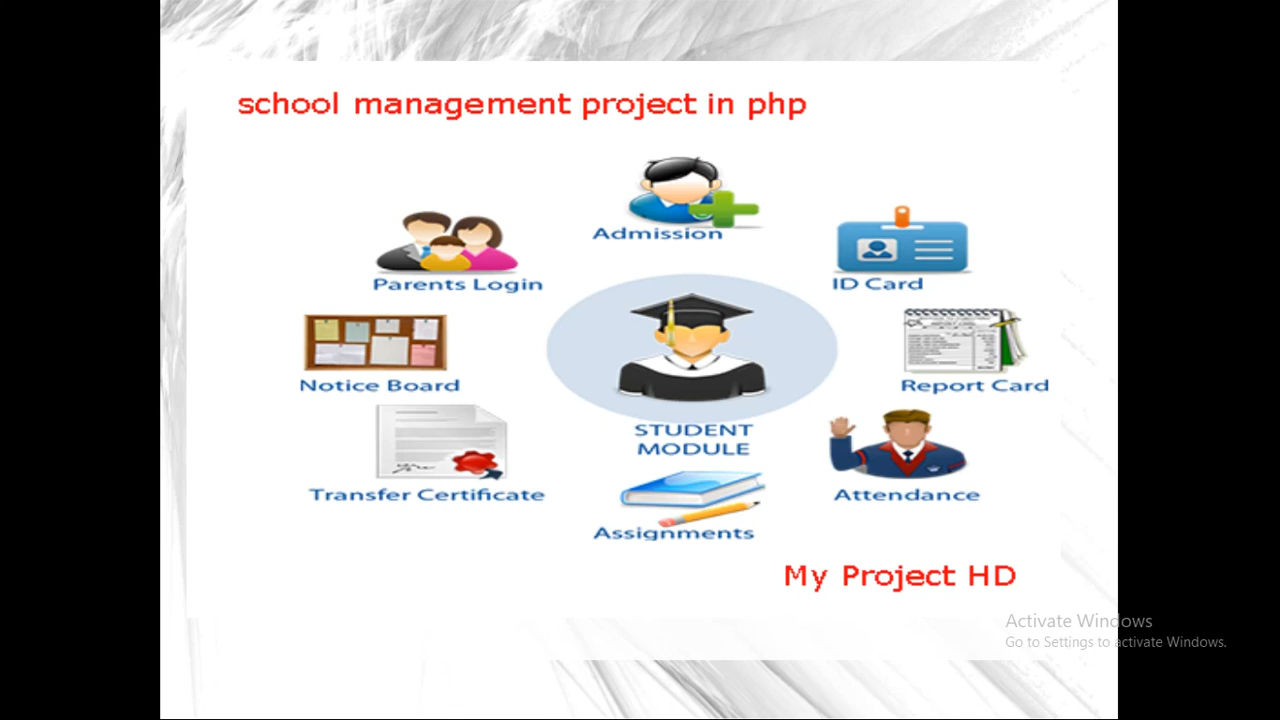 school management project in php
Admission
Parents Login
ID Card
Notice Board
Report Card
STUDENT
MODULE
Transfer Certificate
Attendance
Assignments
My Project HD
Activate Windows
Go to Settings to activate Windows.